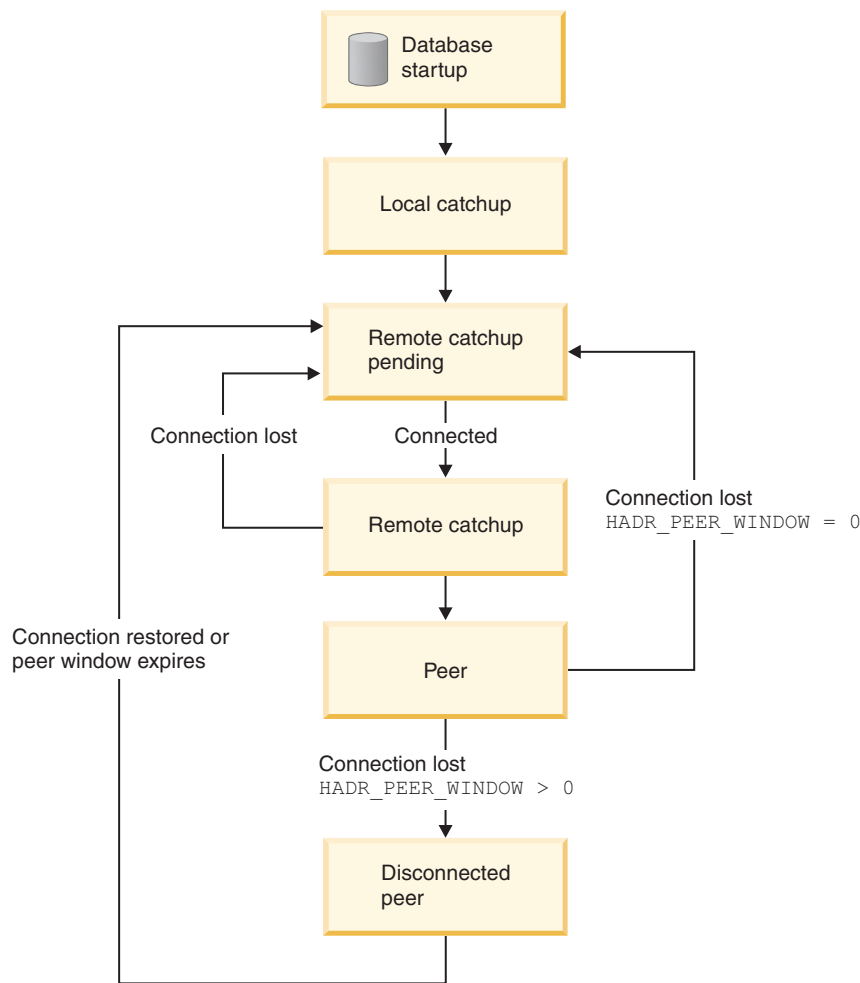 Database
startup
Local catchup
Remote catchup
pending
Connection lost
Connected
Remote catchup
Connection lost
HADR_PEER_WINDOW = 0
Connection restored or
peer window expires
Peer
Connection lost
HADR_PEER_WINDOW > 0
Disconnected
peer